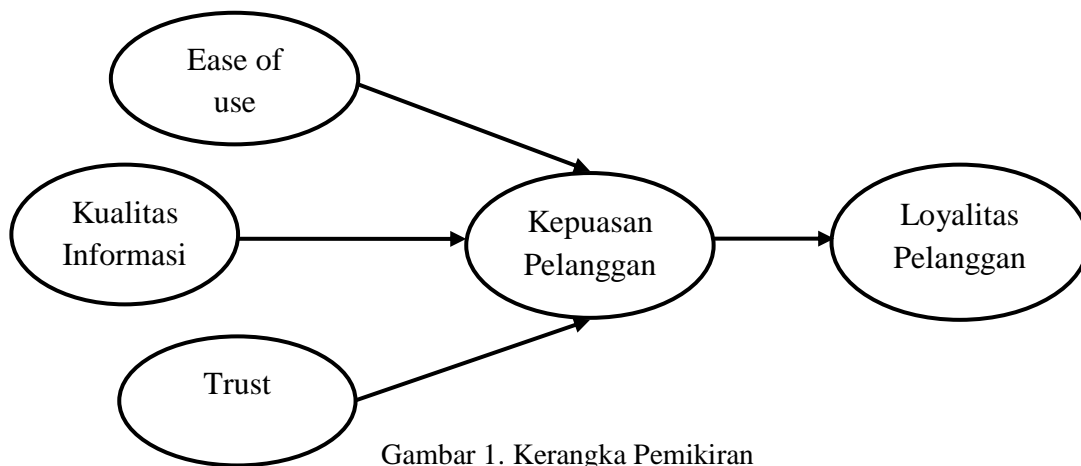 Ease of
use
Kualitas
Informasi
Kepuasan
Pelanggan
Loyalitas
Pelanggan
Trust
Gambar 1. Kerangka Pemikiran